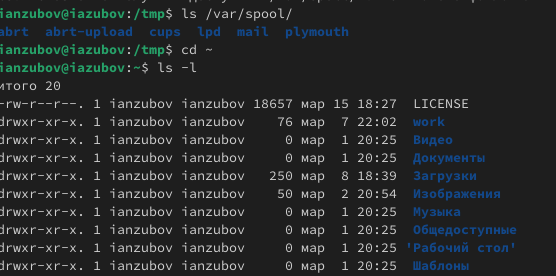 ianzubov@iazubov:/tmp$ ls /var/spool/
abrt abrt-upload cups lpd mail plymouth
ianzubov@iazubov:/tmp$ cd ~
ianzubov@iazubov:~$ ls -l
итого 20
-rw-r--r--. 1 ianzubov ianzubov 18657 мар 15 18:27 LICENSE
drwxr-xr-x. 1 ianzubov ianzubov 76 мар 7 22:02 work
drwxr-xr-x. 1 ianzubov ianzubov 0 мар 1 20:25 Видео
drwxr-xr-x. 1 ianzubov ianzubov 0 мар 1 20:25 Документы
drwxr-xr-x. 1 ianzubov ianzubov 250 мар 8 18:39 Загрузки
drwxr-xr-x. 1 ianzubov ianzubov 50 мар 2 20:54 Изображения
drwxr-xr-x. 1 ianzubov ianzubov 0 мар 1 20:25 Музыка
drwxr-xr-x. 1 ianzubov ianzubov 0 мар 1 20:25 Общедоступные
drwxr-xr-x. 1 ianzubov ianzubov 0 мар 1 20:25 'Рабочий стол'
drwxr-xr-x. 1 ianzubov ianzubov 0 мар 1 20:25 Шаблоны